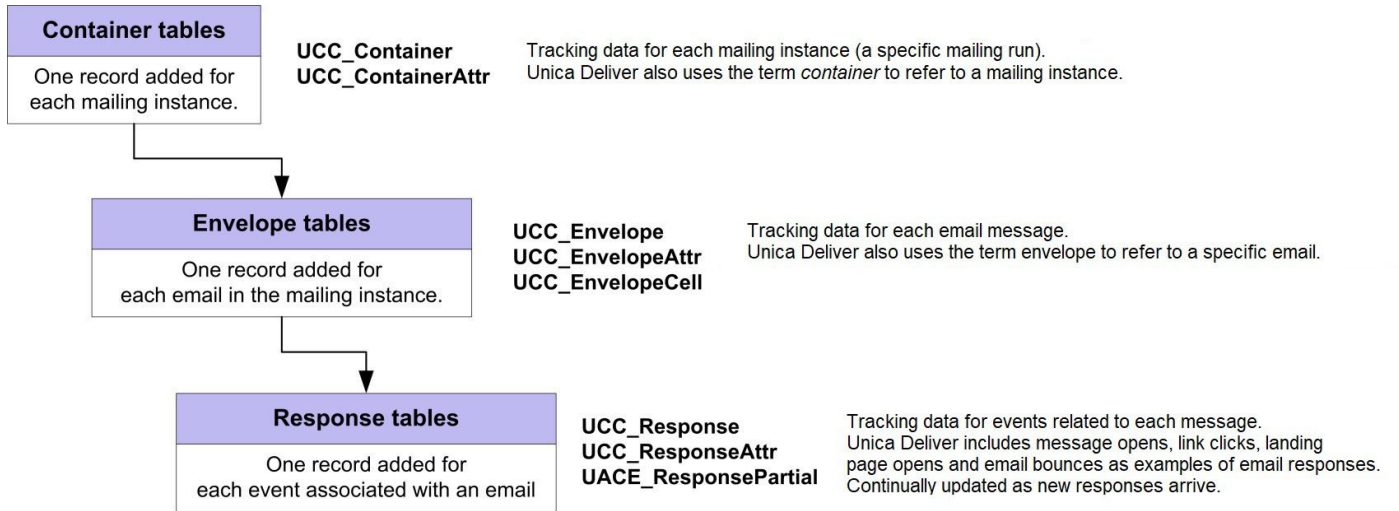 Container tables
One record added for
each mailing instance.
UCC_Container
UCC_ContainerAttr
Tracking data for each mailing instance (a specific mailing run).
Unica Deliver also uses the term container to refer to a mailing instance.
Envelope tables
One record added for
each email in the mailing instance.
UCC_Envelope
UCC_EnvelopeAttr
UCC_EnvelopeCell
Tracking data for each email message.
Unica Deliver also uses the term envelope to refer to a specific email.
Response tables
One record added for
each event associated with an email
UCC_Response
UCC_ResponseAttr
UACE_ResponsePartial
Tracking data for events related to each message.
Unica Deliver includes message opens, link clicks, landing
page opens and email bounces as examples of email responses.
Continually updated as new responses arrive.